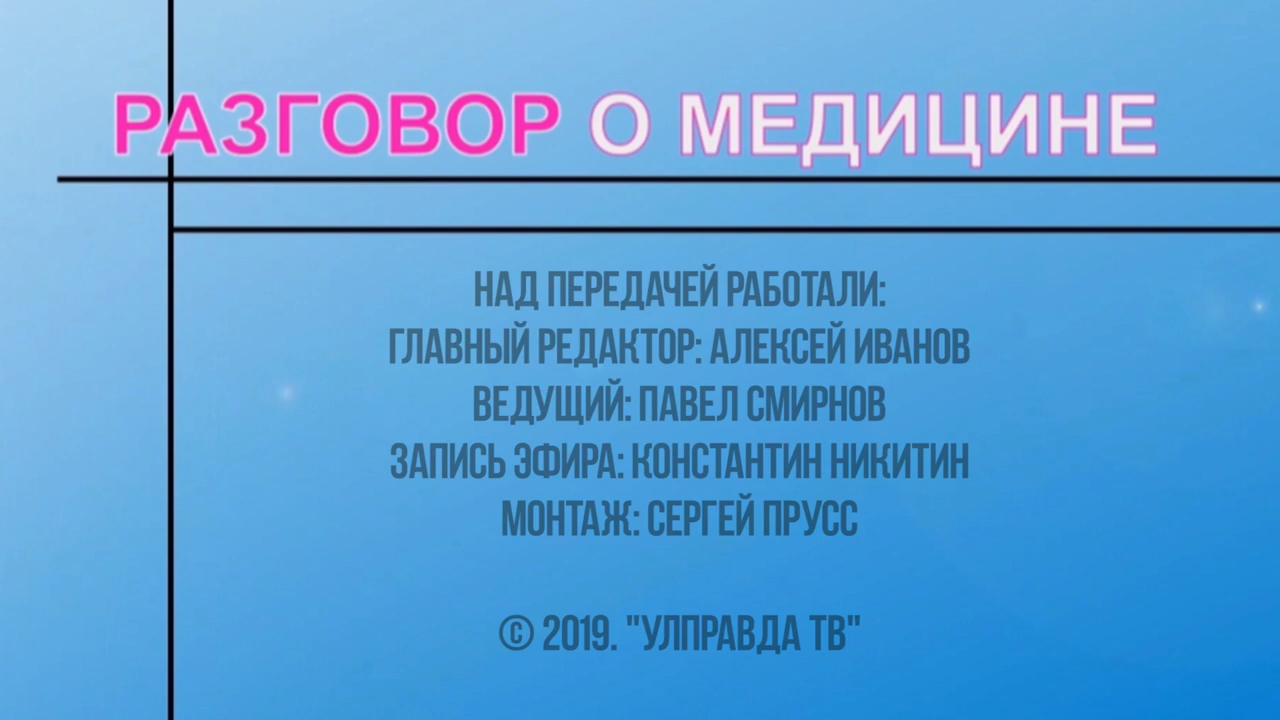 РАЗГОВОР О МЕДИЦИНЕ
НАД ПЕРЕДАЧЕЙ РАБОТАЛИ:
ГЛАВНЫЙ РЕДАКТОР: АЛЕКСЕЙ ИВАНОВ
ВЕДУЩИЙ: ПАВЕЛ СМИРНОВ
ЗАПИСЬ ЭФИРА: КОНСТАНТИН НИКИТИН
МОНТАЖ: СЕРГЕЙ ПРУСС
© 2019. "УЛПРАВДА ТВ"